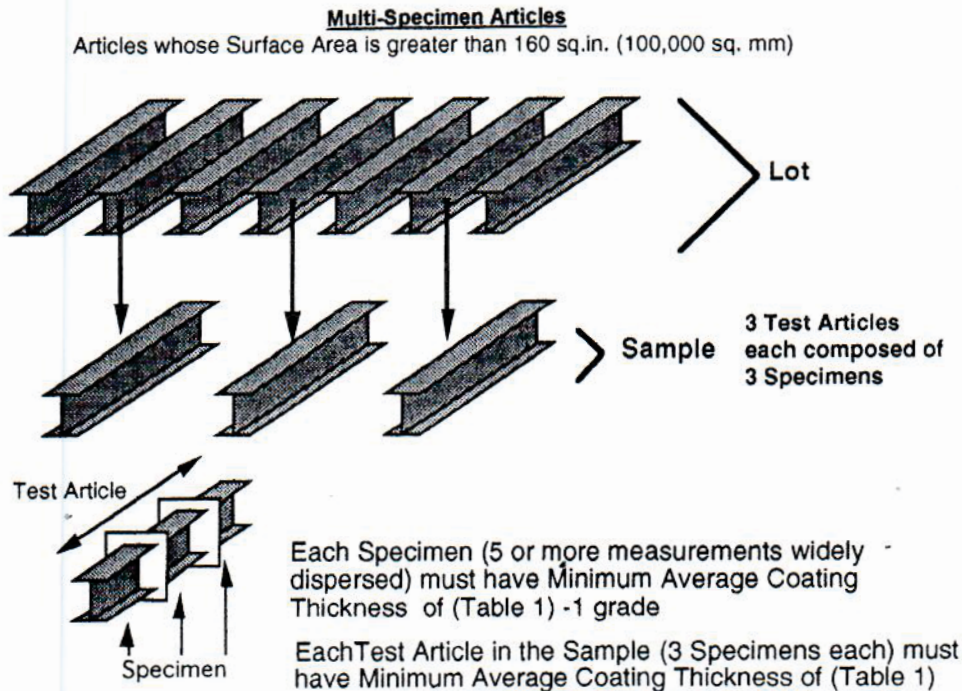 Multi-Specimen Articles
Articles whose Surface Area is greater than 160 sq.in. (100,000 sq. mm)
Lot
Sample
3 Test Articles
each composed of
3 Specimens
Test Article
Specimen
Each Specimen (5 or more measurements widely
dispersed) must have Minimum Average Coating
Thickness of (Table 1) -1 grade
EachTest Article in the Sample (3 Specimens each) must
have Minimum Average Coating Thickness of (Table 1)